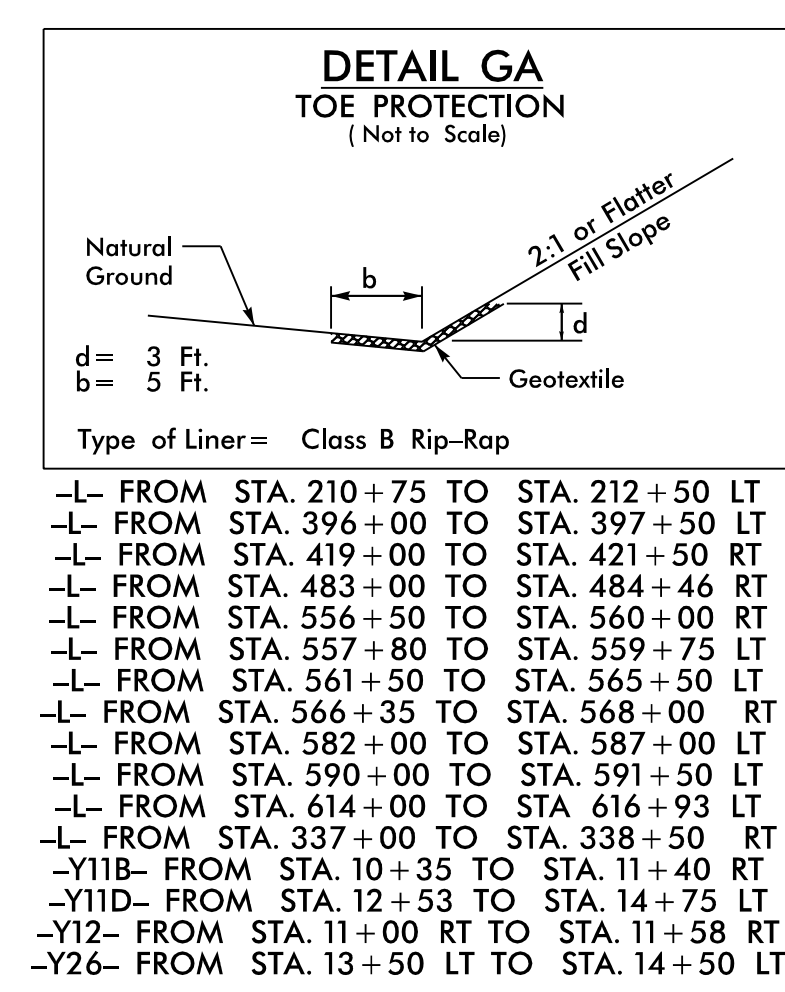 DETAIL GA
TOE PROTECTION
( Not to Scale)
2:1 or Flatter
Fill Slope
Natural
Ground
b
d
d= 3 Ft.
b= 5 Ft.
Geotextile
Type of Liner= Class B Rip-Rap
-L- FROM STA. 210+75 TO STA. 212+50 LT
-L- FROM STA. 396+00 TO STA. 397+50 LT
-L- FROM STA. 419+00 TO STA. 421+50 RT
-L- FROM STA. 483+00 TO STA. 484+46 RT
-L- FROM STA. 556+50 TO STA. 560+00 RT
-L- FROM STA. 557+80 TO STA. 559+75 LT
-L- FROM STA. 561+50 TO STA. 565+50 LT
-L- FROM STA. 566+35 TO STA. 568+00 RT
-L- FROM STA. 582+00 TO STA. 587+00 LT
-L- FROM STA. 590+00 TO STA. 591+50 LT
-L- FROM STA. 614+00 TO STA 616+93 LT
-L- FROM STA. 337+00 TO STA. 338+50 RT
-Y11B- FROM STA. 10+35 TO STA. 11+40 RT
-Y11D- FROM STA. 12+53 TO STA. 14+75 LT
-Y12- FROM STA. 11+00 RT TO STA. 11+58 RT
-Y26- FROM STA. 13+50 LT TO STA. 14+50 LT